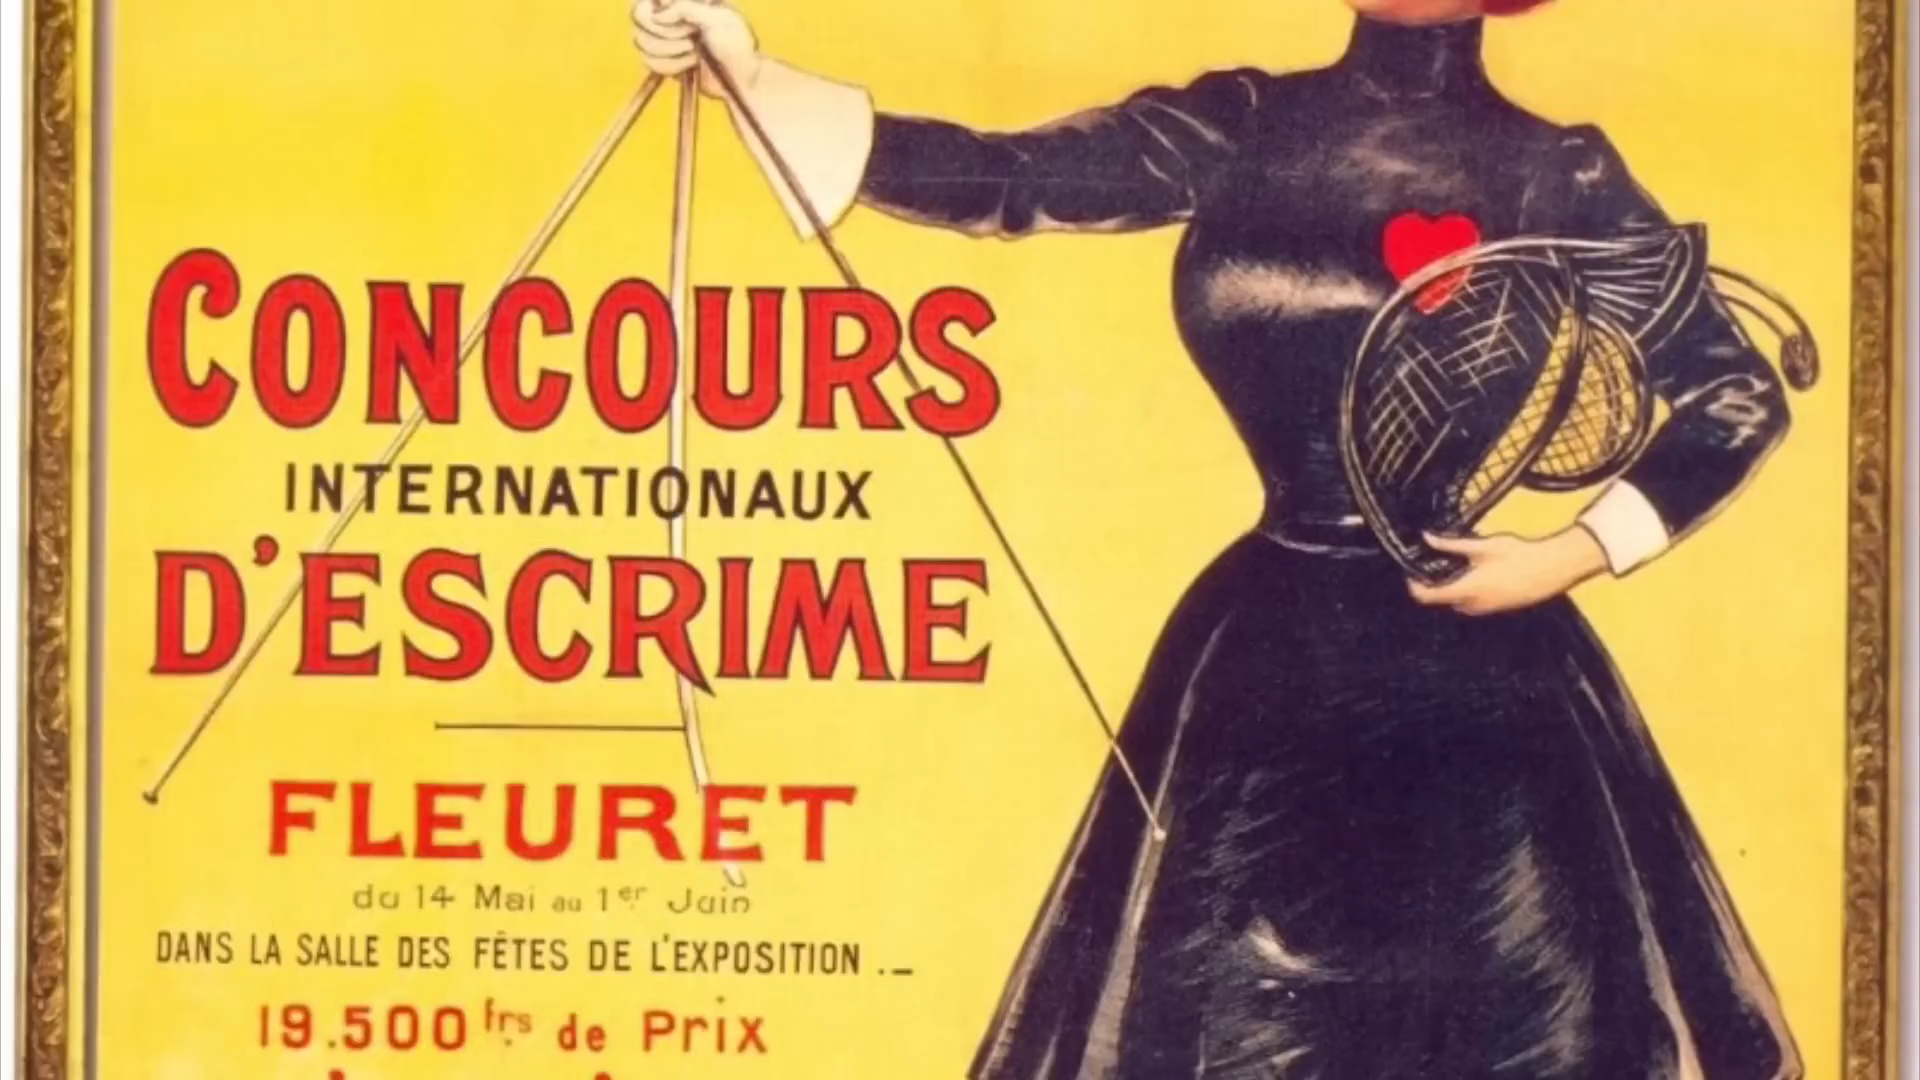 CONCOURS
INTERNATIONAUX
D'ESCRIME
FLEURET
du 14 Mai au 1er Juin
DANS LA SALLE DES FÊTES DE L'EXPOSITION .–
19.500 frs de Prix